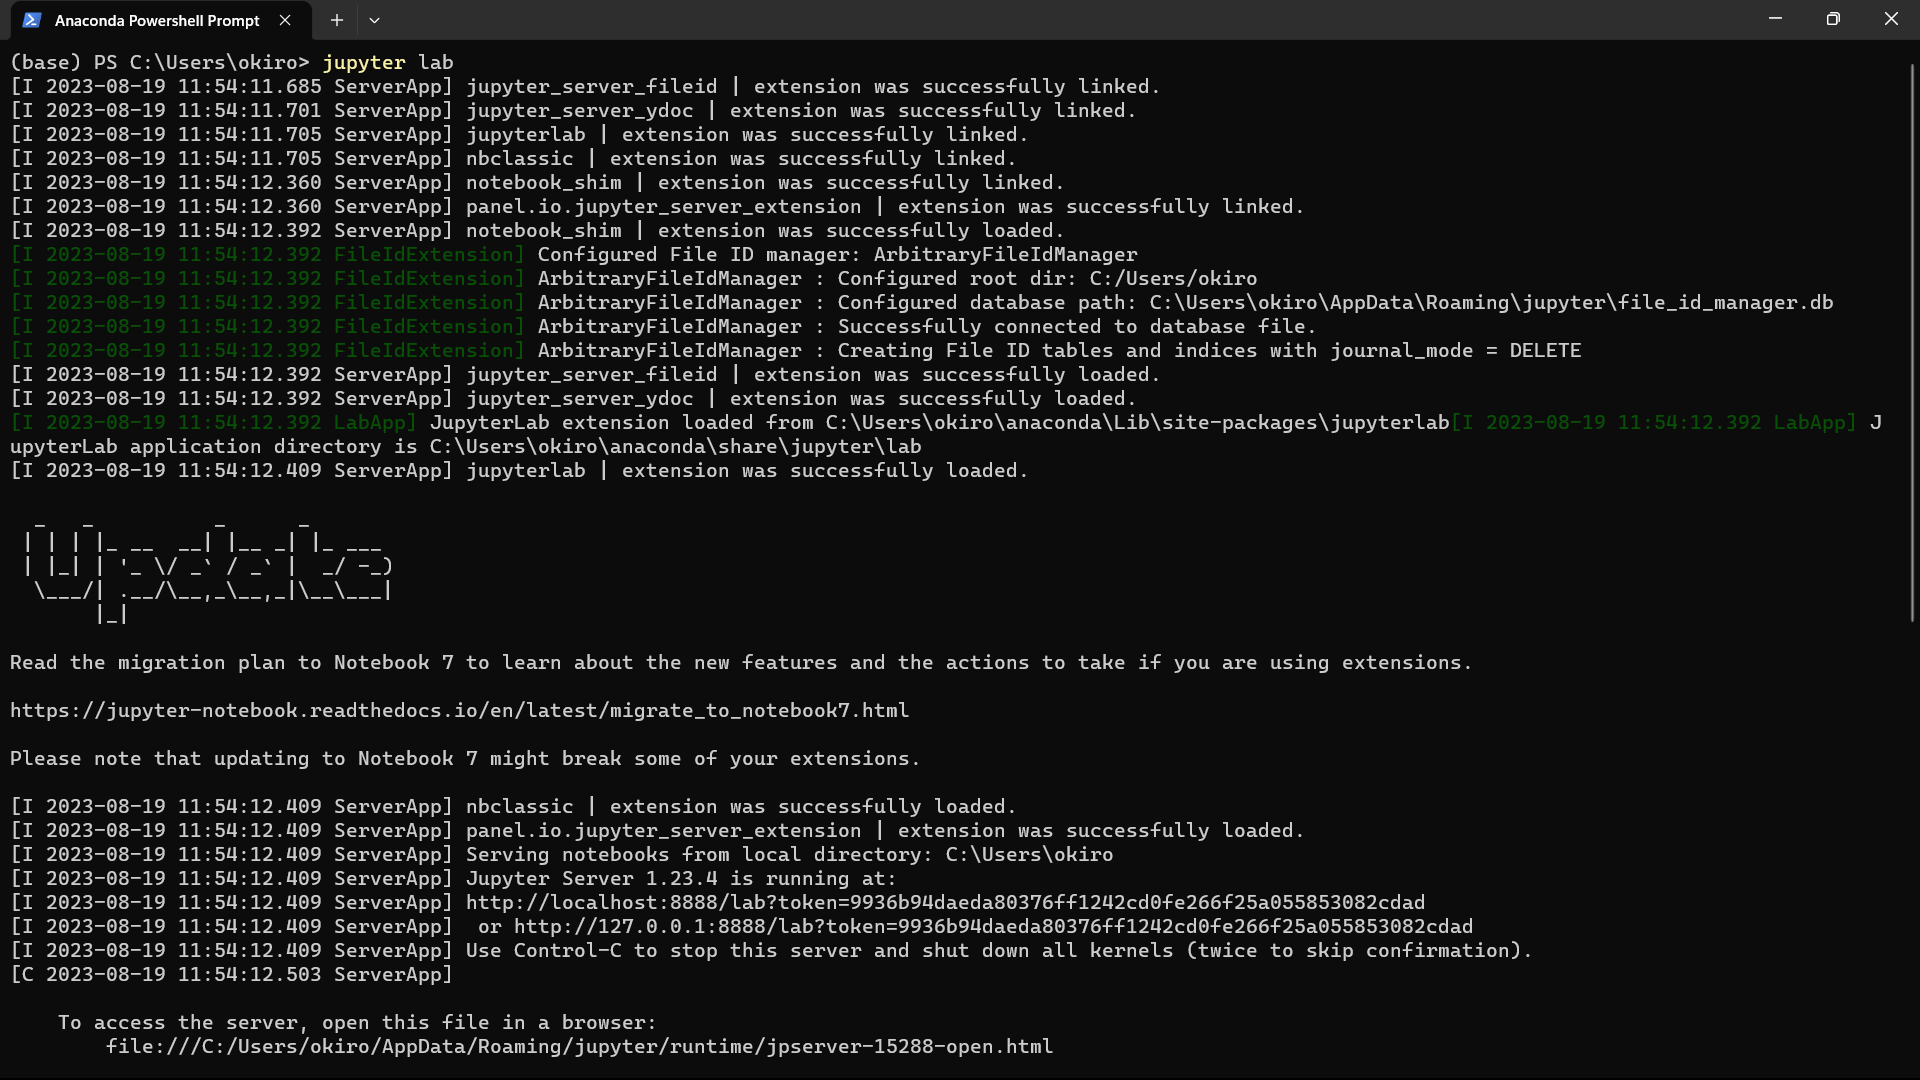 Anaconda Powershell Prompt
(base) PS C:\Users\okiro> jupyter lab
[I 2023-08-19 11:54:11.685 ServerApp] jupyter_server_fileid | extension was successfully linked.
[I 2023-08-19 11:54:11.701 ServerApp] jupyter_server_ydoc | extension was successfully linked.
[I 2023-08-19 11:54:11.705 ServerApp] jupyterlab | extension was successfully linked.
[I 2023-08-19 11:54:11.705 ServerApp] nbclassic | extension was successfully linked.
[I 2023-08-19 11:54:12.360 ServerApp] notebook_shim | extension was successfully linked.
[I 2023-08-19 11:54:12.360 ServerApp] panel.io.jupyter_server_extension | extension was successfully linked.
[I 2023-08-19 11:54:12.392 ServerApp] notebook_shim | extension was successfully loaded.
[I 2023-08-19 11:54:12.392 FileIdExtension] Configured File ID manager: ArbitraryFileIdManager
[I 2023-08-19 11:54:12.392 FileIdExtension] ArbitraryFileIdManager : Configured root dir: C:/Users/okiro
[I 2023-08-19 11:54:12.392 FileIdExtension] ArbitraryFileIdManager : Configured database path: C:\Users\okiro\AppData\Roaming\jupyter\file_id_manager.db
[I 2023-08-19 11:54:12.392 FileIdExtension] ArbitraryFileIdManager : Successfully connected to database file.
[I 2023-08-19 11:54:12.392 FileIdExtension] ArbitraryFileIdManager : Creating File ID tables and indices with journal_mode = DELETE
[I 2023-08-19 11:54:12.392 ServerApp] jupyter_server_fileid | extension was successfully loaded.
[I 2023-08-19 11:54:12.392 ServerApp] jupyter_server_ydoc | extension was successfully loaded.
[I 2023-08-19 11:54:12.392 LabApp] JupyterLab extension loaded from C:\Users\okiro\anaconda\Lib\site-packages\jupyterlab[I 2023-08-19 11:54:12.392 LabApp] J
upyterLab application directory is C:\Users\okiro\anaconda\share\jupyter\lab
[I 2023-08-19 11:54:12.409 ServerApp] jupyterlab | extension was successfully loaded.
Update
Read the migration plan to Notebook 7 to learn about the new features and the actions to take if you are using extensions.
https://jupyter-notebook.readthedocs.io/en/latest/migrate_to_notebook7.html
Please note that updating to Notebook 7 might break some of your extensions.
[I 2023-08-19 11:54:12.409 ServerApp] nbclassic | extension was successfully loaded.
[I 2023-08-19 11:54:12.409 ServerApp] panel.io.jupyter_server_extension | extension was successfully loaded.
[I 2023-08-19 11:54:12.409 ServerApp] Serving notebooks from local directory: C:\Users\okiro
[I 2023-08-19 11:54:12.409 ServerApp] Jupyter Server 1.23.4 is running at:
[I 2023-08-19 11:54:12.409 ServerApp] http://localhost:8888/lab?token=9936b94daeda80376ff1242cd0fe266f25a055853082cdad
[I 2023-08-19 11:54:12.409 ServerApp]  or http://127.0.0.1:8888/lab?token=9936b94daeda80376ff1242cd0fe266f25a055853082cdad
[I 2023-08-19 11:54:12.409 ServerApp] Use Control-C to stop this server and shut down all kernels (twice to skip confirmation).
[C 2023-08-19 11:54:12.503 ServerApp]
To access the server, open this file in a browser:
file:///C:/Users/okiro/AppData/Roaming/jupyter/runtime/jpserver-15288-open.html